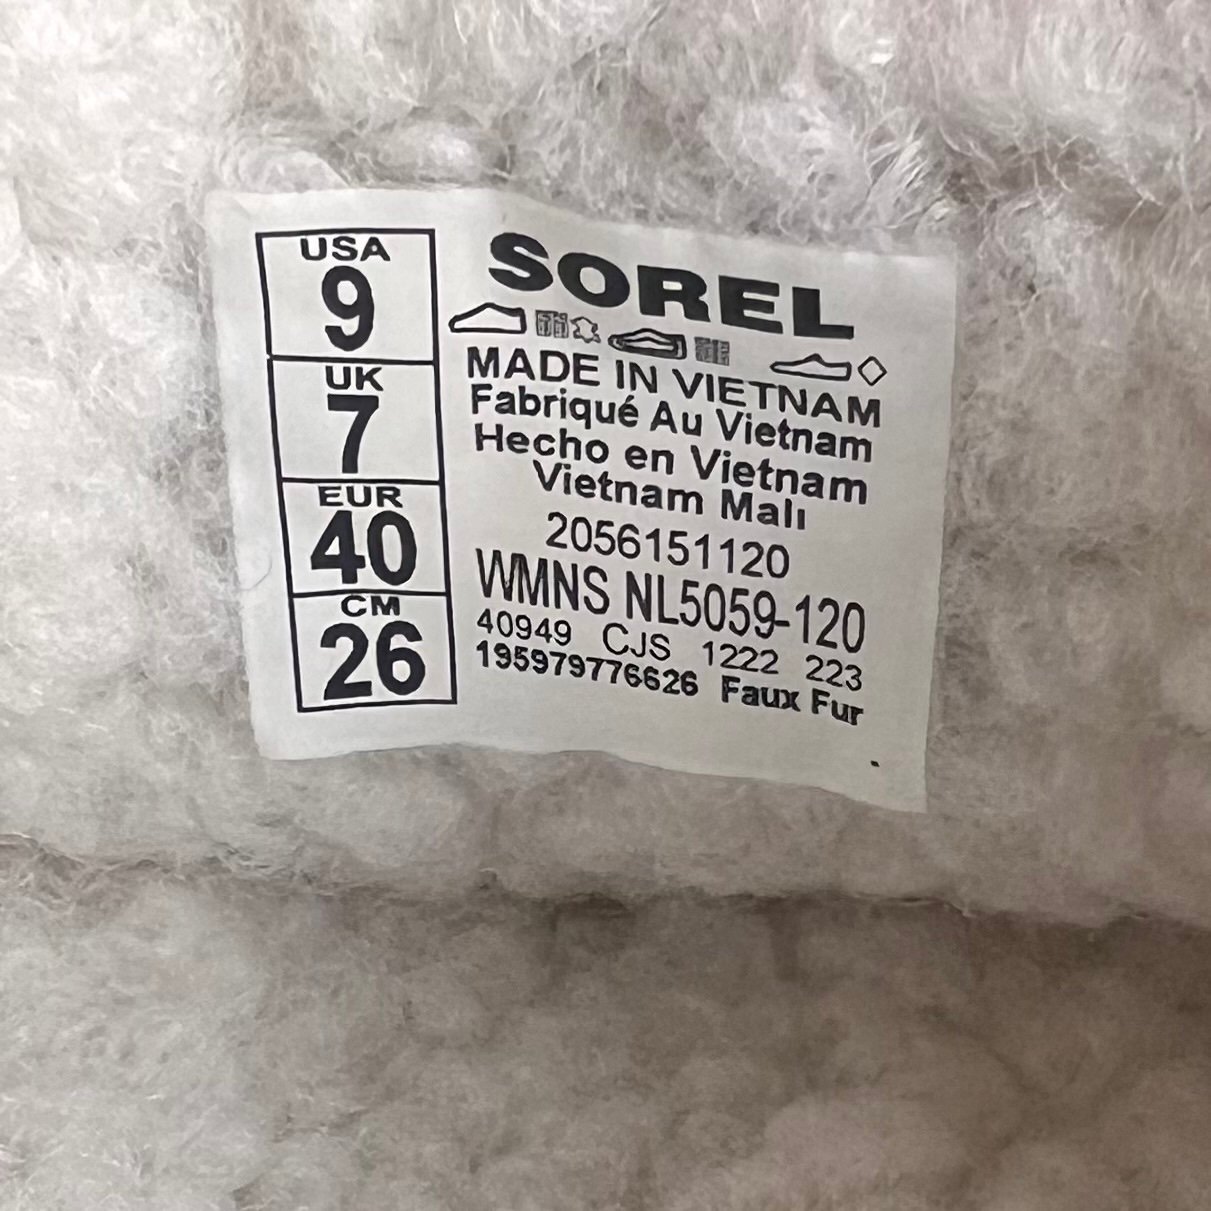 USA
9
UK
7
EUR
40
CM
26
SOREL
MADE IN VIETNAM
Fabriqué Au Vietnam
Hecho en Vietnam
Vietnam Malı
2056151120
WMNS NL5059-120
40949 CJS 1222 223
195979776626 Faux Fur